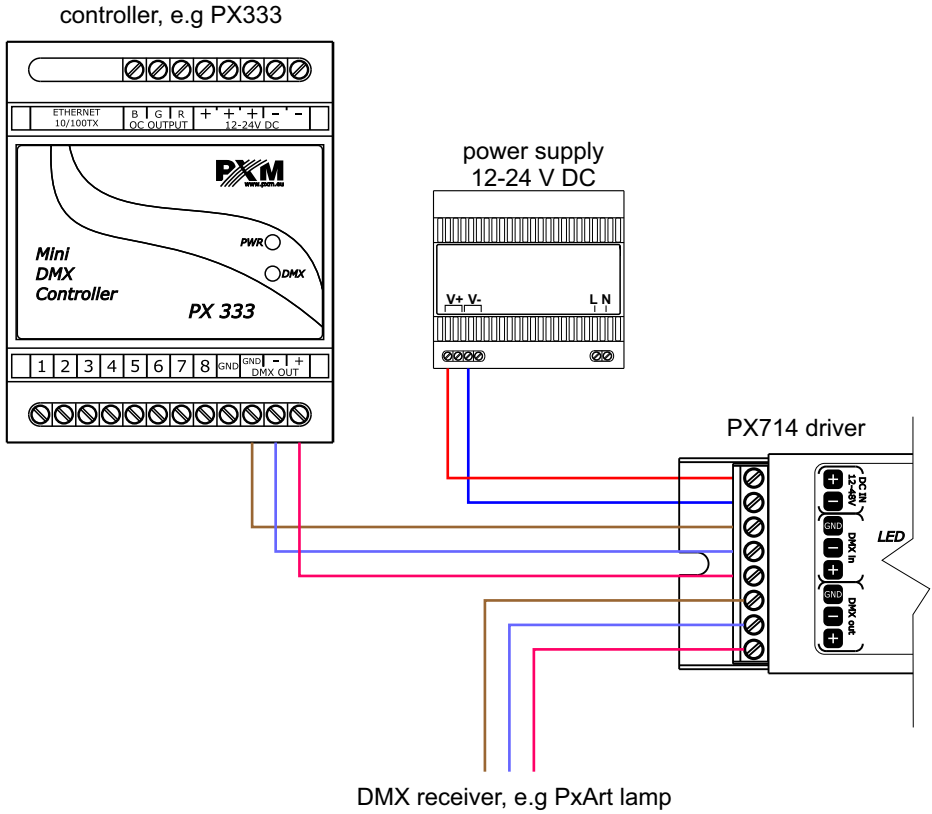 controller, e.g PX333
ETHERNET
10/100TX
B G R + + + - -
OC OUTPUT 12-24V DC
PXM
www.pxm.eu
PWR
DMX
Mini
DMX
Controller
PX 333
1 2 3 4 5 6 7 8 GND GND - +
DMX OUT
power supply
12-24 V DC
V+ V- L N
PX714 driver
+
-
DC IN
12-48V
GND
-
+
DMX In
GND
-
+
DMX out
LED
DMX receiver, e.g PxArt lamp